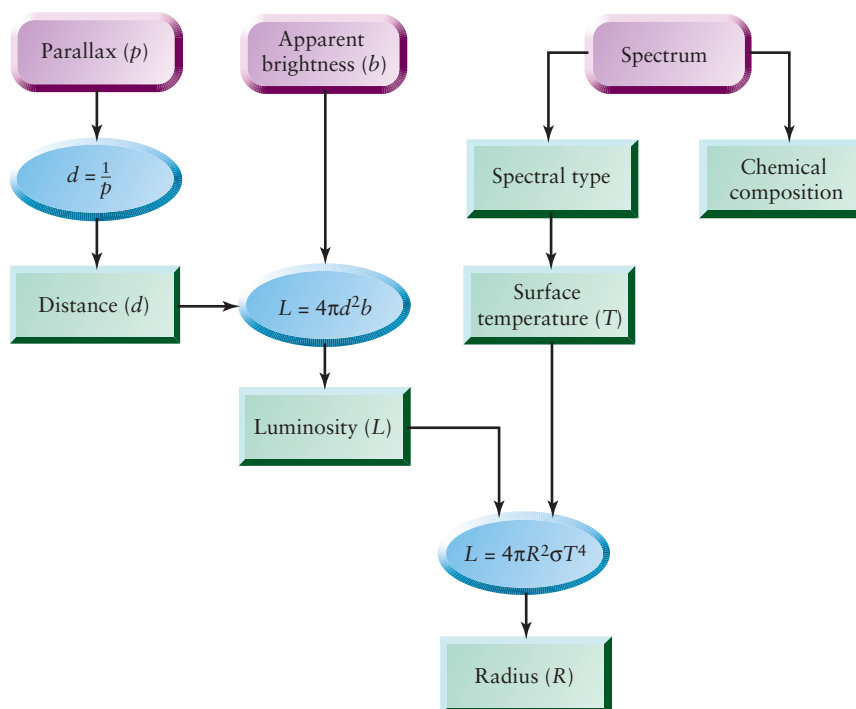 Parallax (p)
Apparent
brightness (b)
Spectrum
d = 1/p
Spectral type
Chemical
composition
Distance (d)
L = 4πd²b
Surface
temperature (T)
Luminosity (L)
L = 4πR²σT⁴
Radius (R)